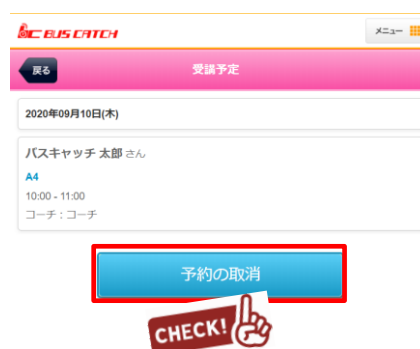 BUS CATCH
メニュー
戻る
受講予定
2020年09月10日(木)
バスキャッチ 太郎 さん
A4
10:00 - 11:00
コーチ : コーチ
予約の取消
CHECK!